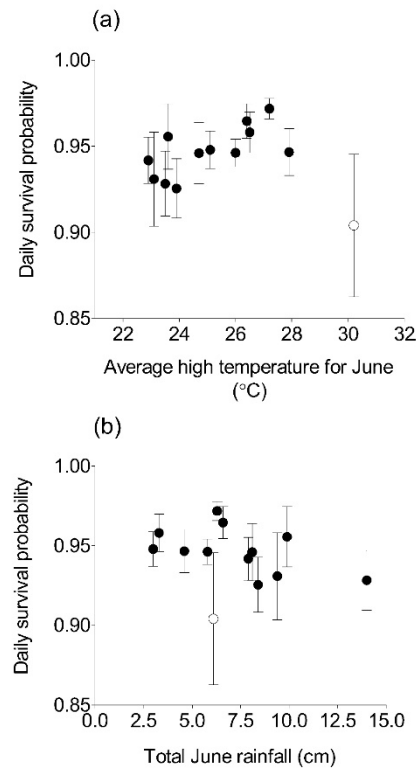 (a)
1.00
0.95
0.90
0.85
Daily survival probability
22 24 26 28 30 32
Average high temperature for June
(°C)
(b)
1.00
0.95
0.90
0.85
Daily survival probability
0.0 2.5 5.0 7.5 10.0 12.5 15.0
Total June rainfall (cm)